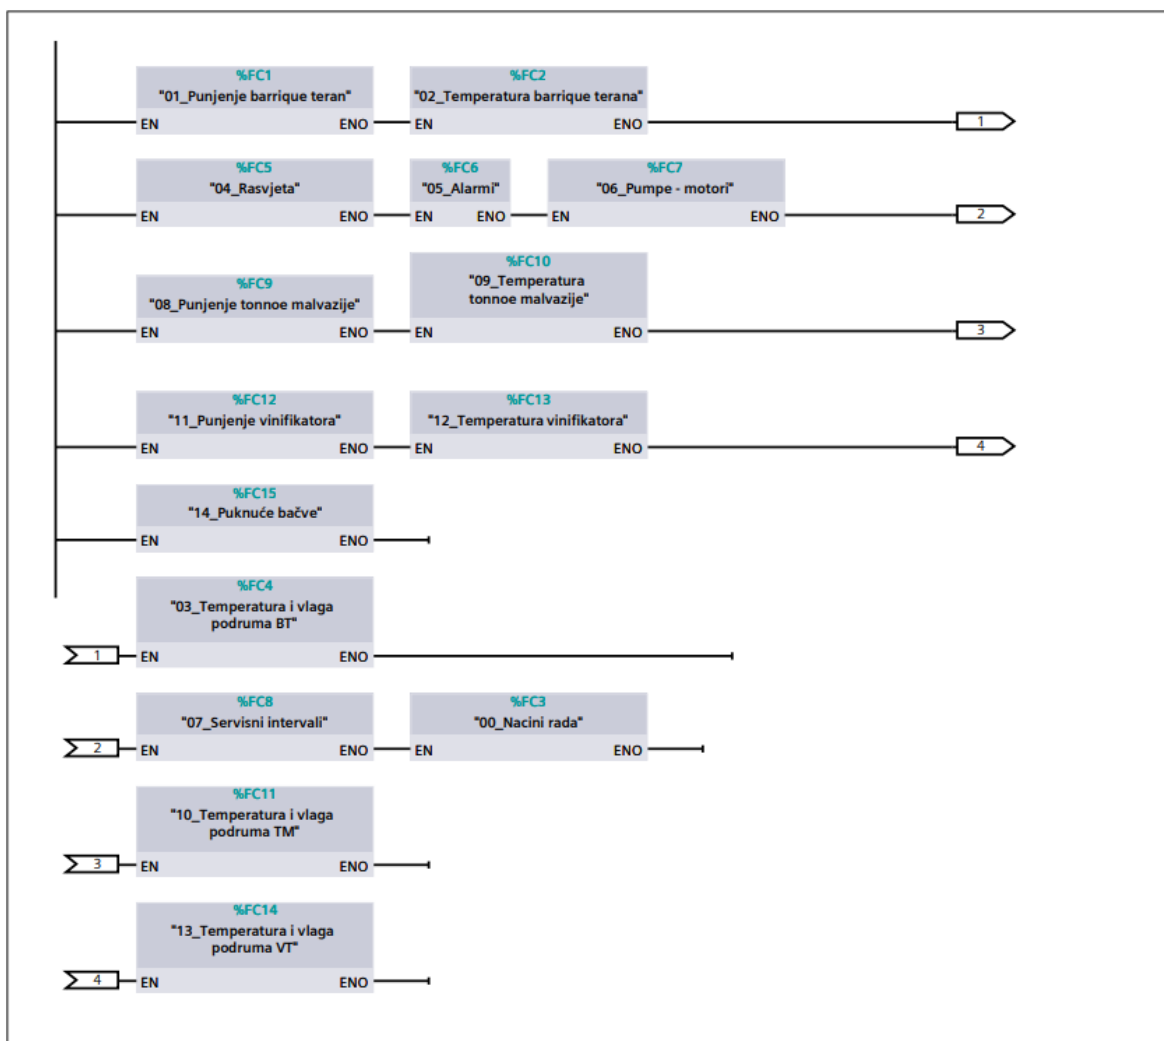 %FC1
"01_Punjenje barrique teran"
EN ENO
%FC2
"02_Temperatura barrique terana"
EN ENO
1
%FC5
"04_Rasvjeta"
EN ENO
%FC6
"05_Alarmi"
EN ENO
%FC7
"06_Pumpe - motori"
EN ENO
2
%FC9
"08_Punjenje tonnoe malvazije"
EN ENO
%FC10
"09_Temperatura
tonnoe malvazije"
EN ENO
3
%FC12
"11_Punjenje vinifikatora"
EN ENO
%FC13
"12_Temperatura vinifikatora"
EN ENO
4
%FC15
"14_Puknuće bačve"
EN ENO
%FC4
"03_Temperatura i vlaga
podruma BT"
1
EN ENO
%FC8
"07_Servisni intervali"
2
EN ENO
%FC3
"00_Nacini rada"
EN ENO
%FC11
"10_Temperatura i vlaga
podruma TM"
3
EN ENO
%FC14
"13_Temperatura i vlaga
podruma VT"
4
EN ENO